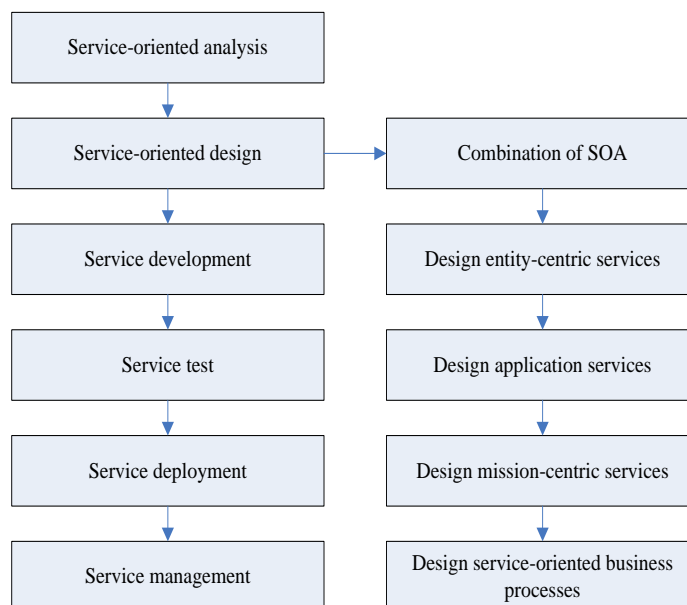 Service-oriented analysis
Service-oriented design
Combination of SOA
Service development
Design entity-centric services
Service test
Design application services
Service deployment
Design mission-centric services
Service management
Design service-oriented business
processes